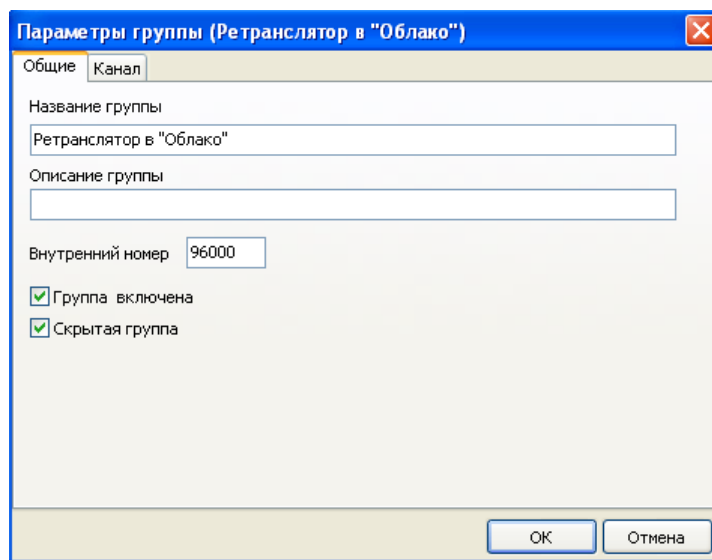 Параметры группы (Ретранслятор в "Облако")
Общие Канал
Название группы
Ретранслятор в "Облако"
Описание группы
Внутренний номер 96000
Группа включена
Скрытая группа
OK Отмена